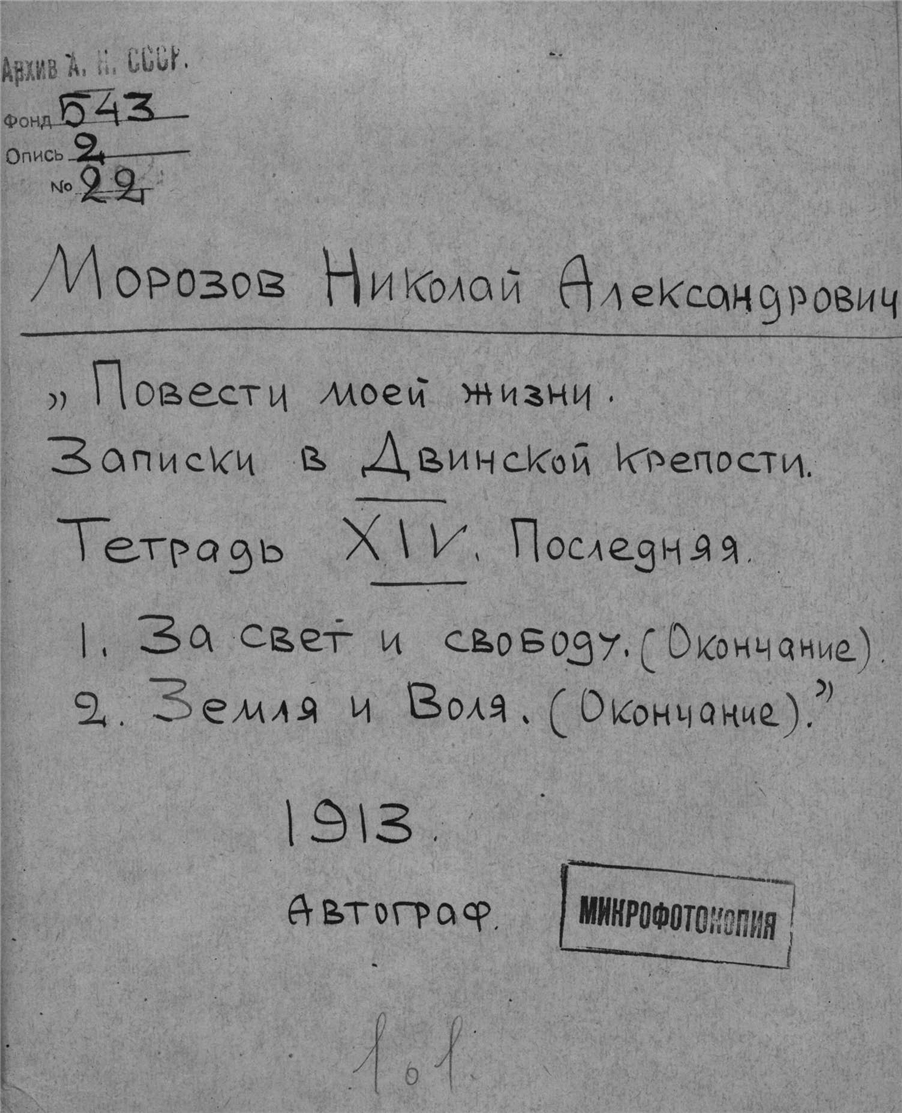 Архив А. Н. СССР.
Фонд 543
Опись 2
№ 22
Морозов Николай Александрович
„Повести моей жизни.
Записки в Двинской крепости.
Тетрадь XIV. Последняя.
1. За свет и свободу. (Окончание).
2. Земля и Воля. (Окончание).”
1913.
Автограф.
МИКРОФОТОКОПИЯ